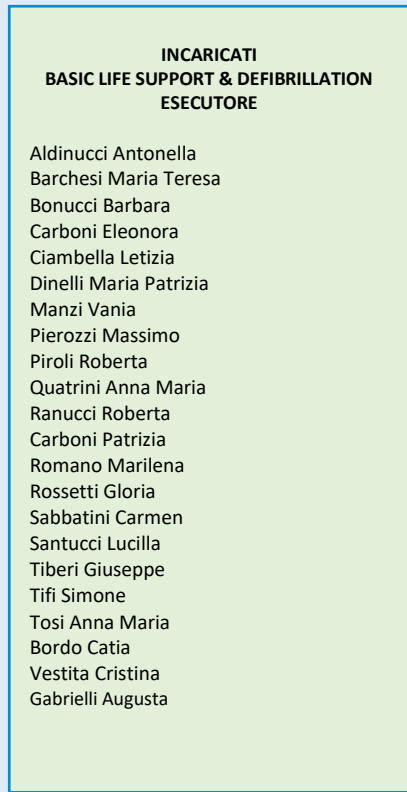 INCARICATI
BASIC LIFE SUPPORT & DEFIBRILLATION
ESECUTORE
Aldinucci Antonella
Barchesi Maria Teresa
Bonucci Barbara
Carboni Eleonora
Ciambella Letizia
Dinelli Maria Patrizia
Manzi Vania
Pierozzi Massimo
Piroli Roberta
Quatrini Anna Maria
Ranucci Roberta
Carboni Patrizia
Romano Marilena
Rossetti Gloria
Sabbatini Carmen
Santucci Lucilla
Tiberi Giuseppe
Tifi Simone
Tosi Anna Maria
Bordo Catia
Vestita Cristina
Gabrielli Augusta